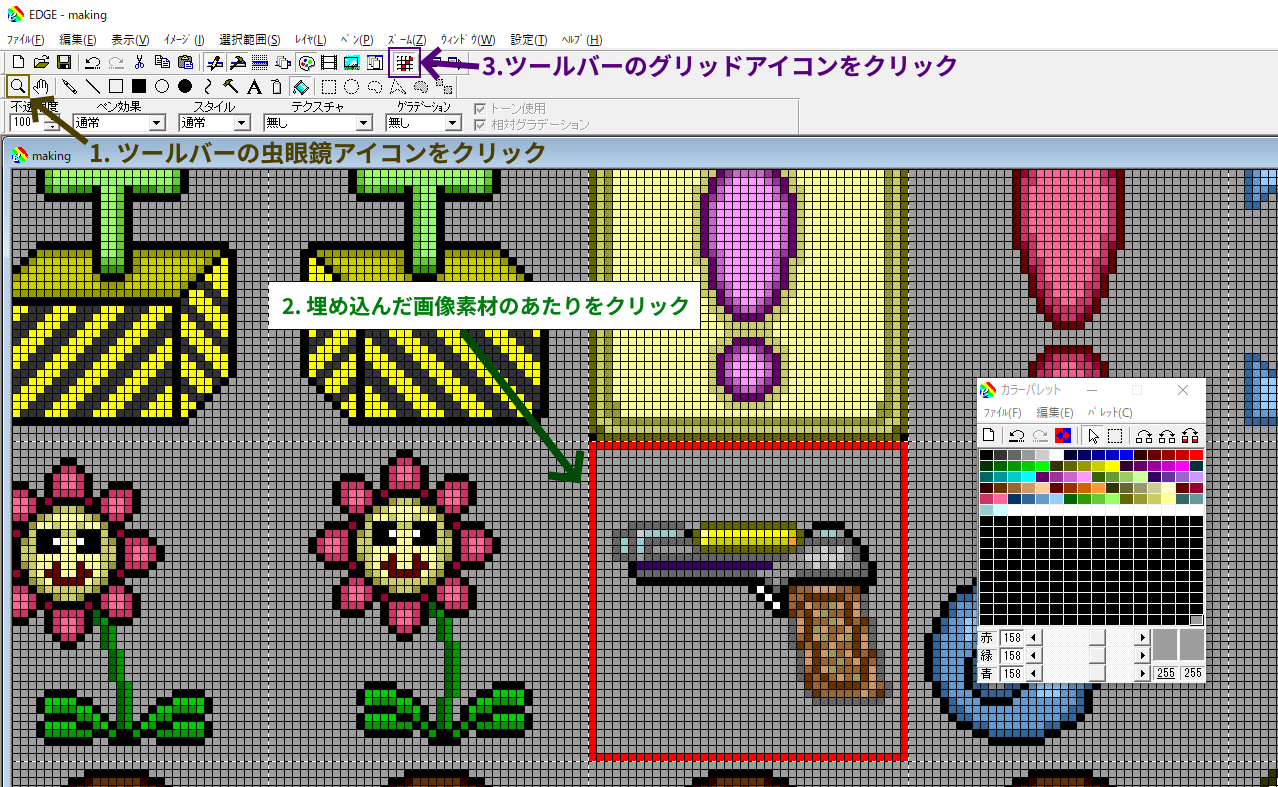 EDGE - making
ﾌｧｲﾙ(F) 編集(E) 表示(V) ｲﾒｰｼﾞ(I) 選択範囲(S) ﾚｲﾔ(L) ﾍﾟﾝ(P) ｽﾞｰﾑ(Z) ｳｨﾝﾄﾞｳ(W) 設定(T) ﾍﾙﾌﾟ(H)
3.ツールバーのグリッドアイコンをクリック
不透明度 ペン効果 スタイル テクスチャ ｸﾞﾗﾃﾞｰｼｮﾝ トーン使用
100 通常 通常 無し 無し 相対グラデーション
making
1. ツールバーの虫眼鏡アイコンをクリック
2. 埋め込んだ画像素材のあたりをクリック
カラーパレット
ﾌｧｲﾙ(F) 編集(E) ﾊﾟﾚｯﾄ(C)
赤 158
緑 158
青 158 255 255